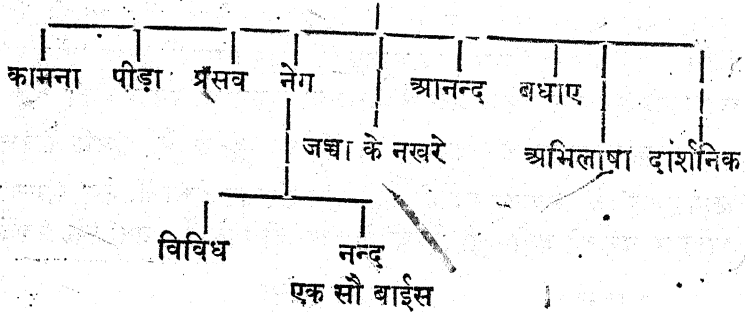 कामना पीड़ा प्रसव नेग आनन्द बधाए
जच्चा के नखरे अभिलाषा दार्शनिक
विविध नन्द
एक सौ बाईस